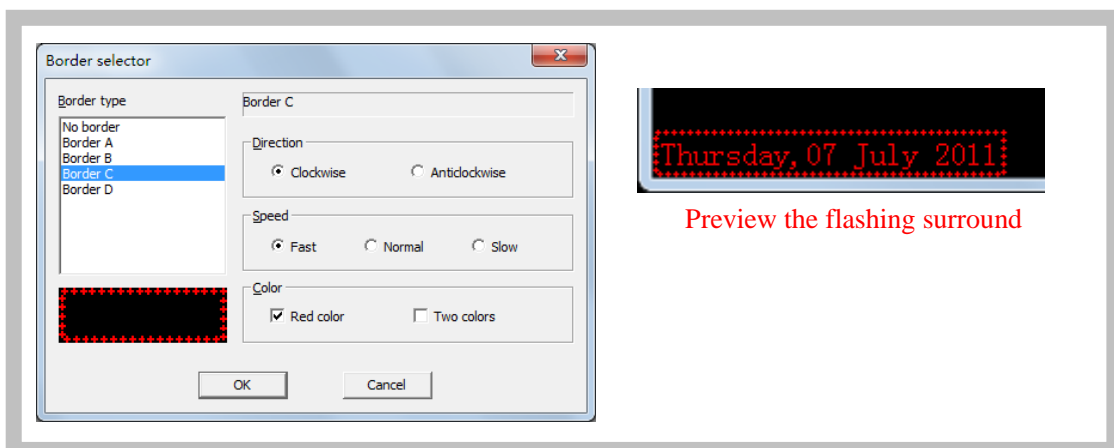 Border selector
Border type
No border
Border A
Border B
Border C
Border D
Border C
Direction
Clockwise Anticlockwise
Speed
Fast Normal Slow
Color
Red color Two colors
OK Cancel
Thursday, 07 July 2011
Preview the flashing surround